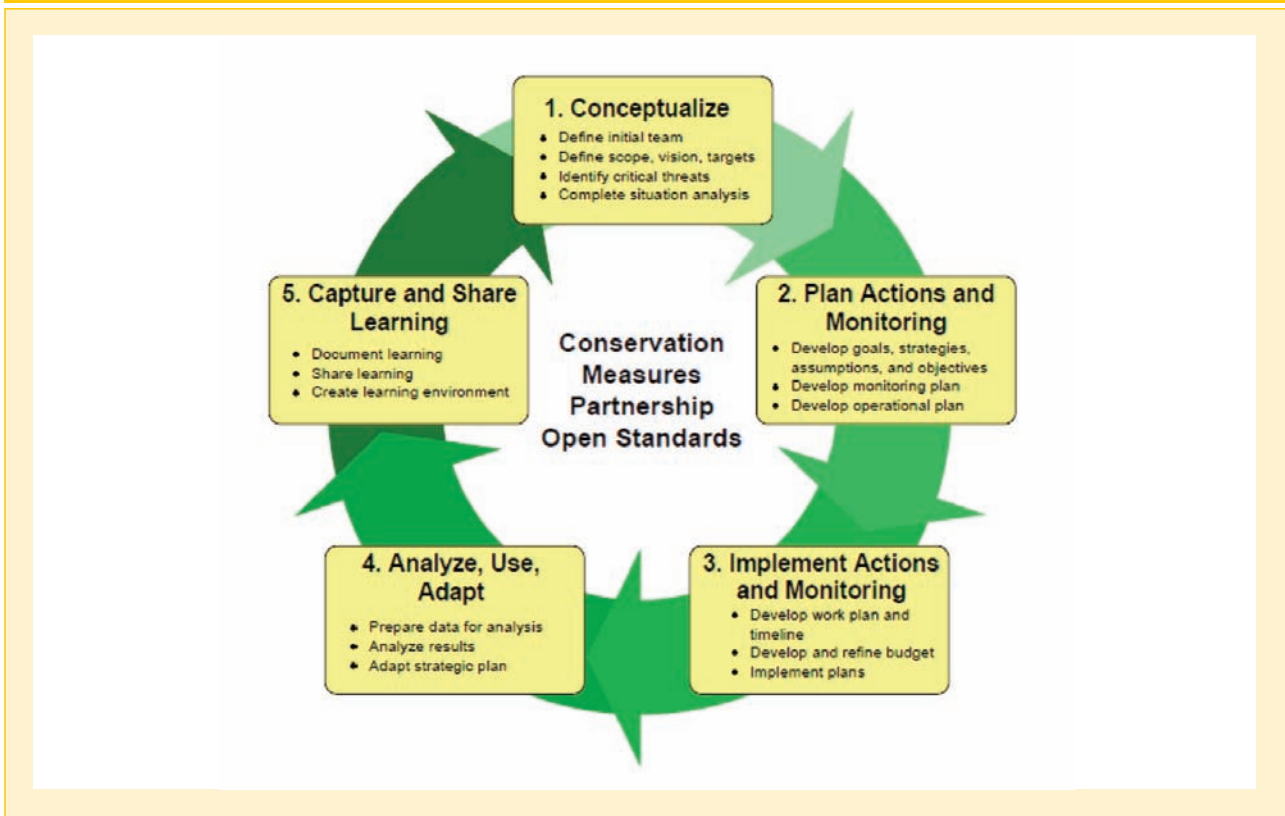 1. Conceptualize
• Define initial team
• Define scope, vision, targets
• Identify critical threats
• Complete situation analysis
2. Plan Actions and
Monitoring
• Develop goals, strategies,
assumptions, and objectives
• Develop monitoring plan
• Develop operational plan
3. Implement Actions
and Monitoring
• Develop work plan and
timeline
• Develop and refine budget
• Implement plans
4. Analyze, Use,
Adapt
• Prepare data for analysis
• Analyze results
• Adapt strategic plan
5. Capture and Share
Learning
• Document learning
• Share learning
• Create learning environment
Conservation
Measures
Partnership
Open Standards